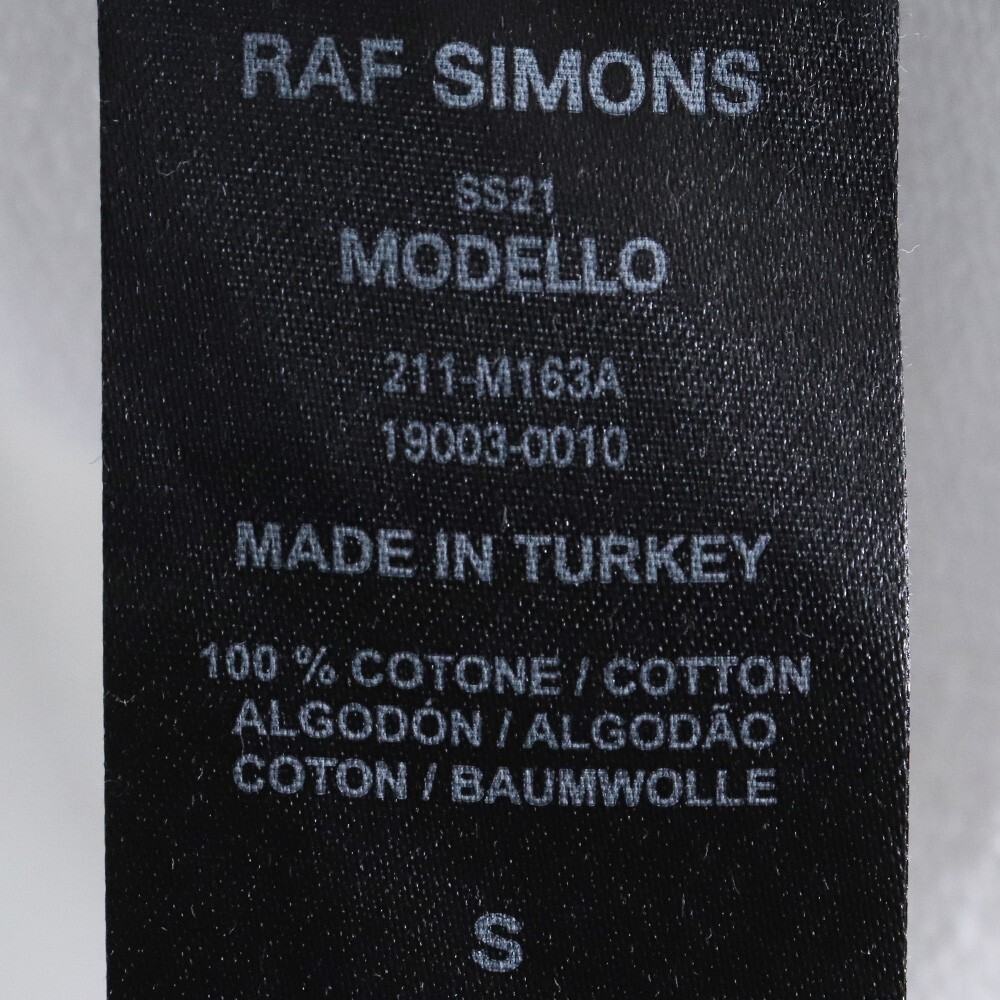 RAF SIMONS
SS21
MODELLO
211-M163A
19003-0010
MADE IN TURKEY
100 % COTONE / COTTON
ALGODÓN / ALGODÃO
COTON / BAUMWOLLE
S